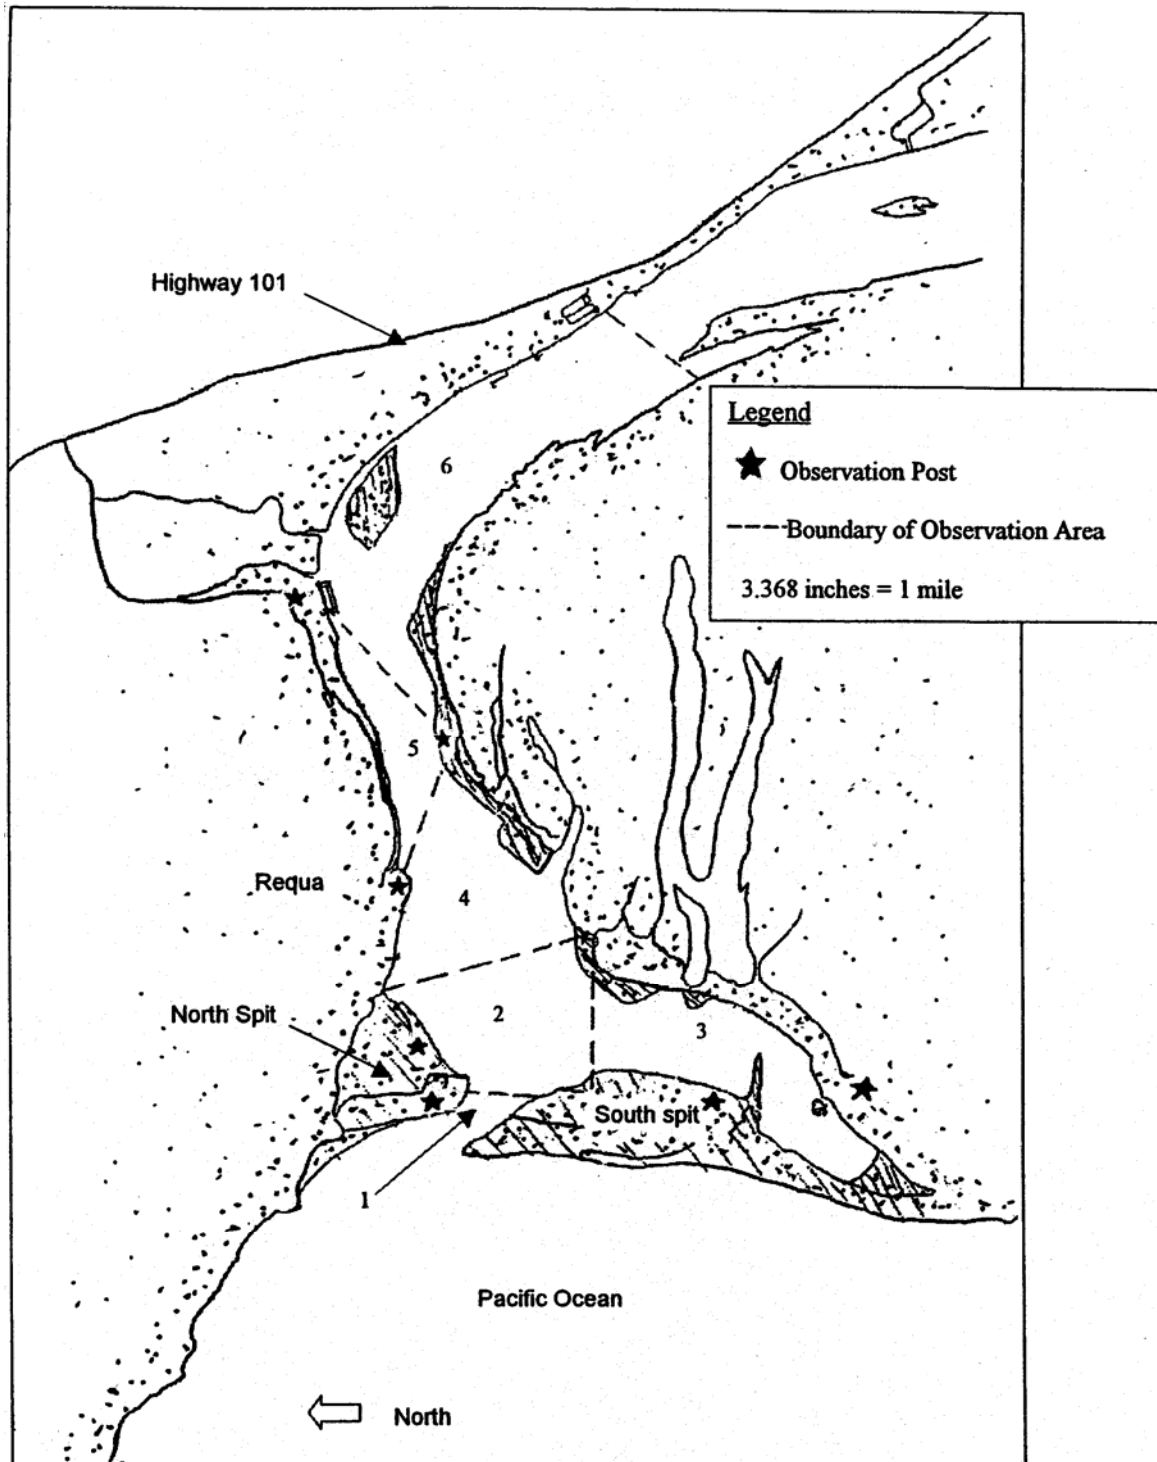 Highway 101
Legend
Observation Post
Boundary of Observation Area
3.368 inches = 1 mile
6
5
Requa
4
North Spit
2
3
South spit
1
Pacific Ocean
North